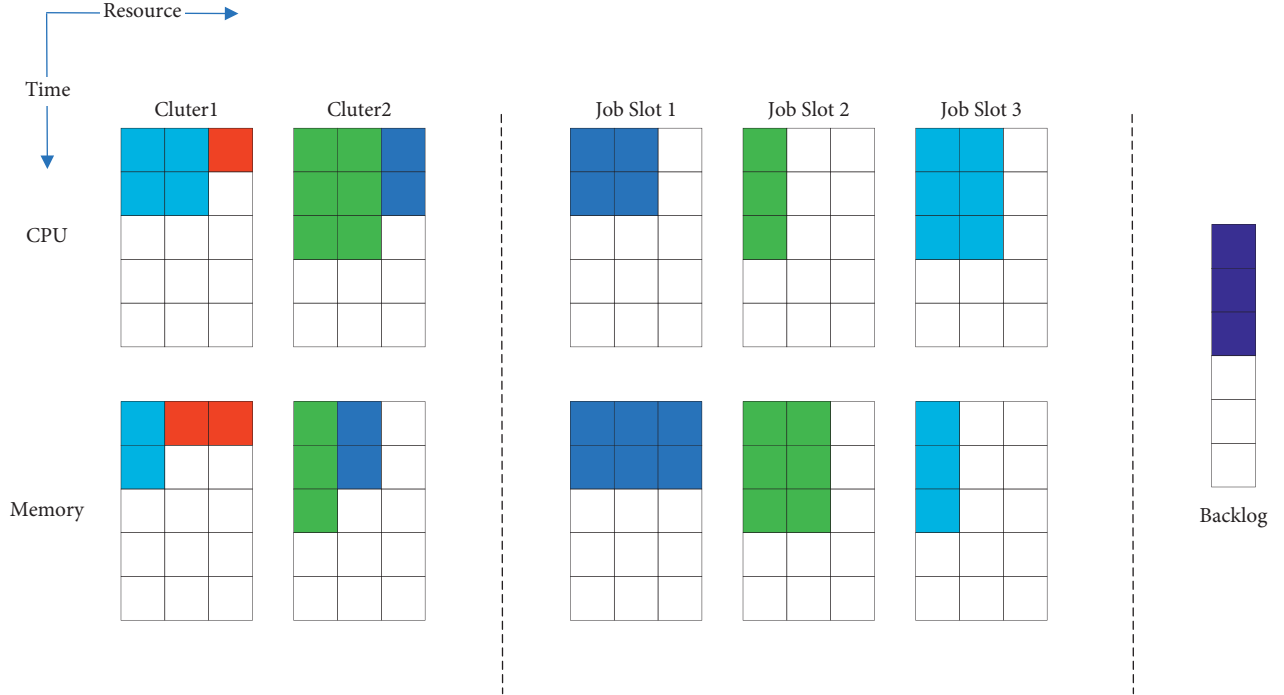 Resource
Time
Cluter1
Cluter2
Job Slot 1
Job Slot 2
Job Slot 3
CPU
Memory
Backlog